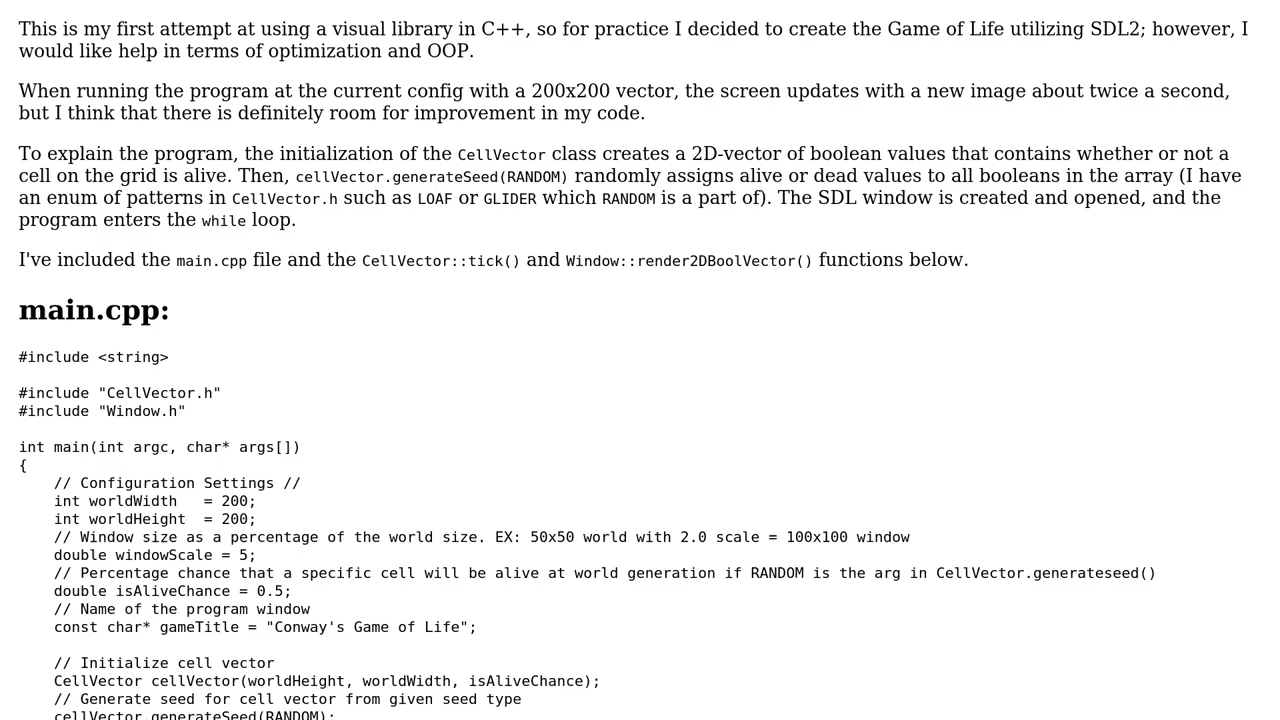 This is my first attempt at using a visual library in C++, so for practice I decided to create the Game of Life utilizing SDL2; however, I
would like help in terms of optimization and OOP.
When running the program at the current config with a 200x200 vector, the screen updates with a new image about twice a second,
but I think that there is definitely room for improvement in my code.
To explain the program, the initialization of the CellVector class creates a 2D-vector of boolean values that contains whether or not a
cell on the grid is alive. Then, cellVector.generateSeed(RANDOM) randomly assigns alive or dead values to all booleans in the array (I have
an enum of patterns in CellVector.h such as LOAF or GLIDER which RANDOM is a part of). The SDL window is created and opened, and the
program enters the while loop.
I've included the main.cpp file and the CellVector::tick() and Window::render2DBoolVector() functions below.
main.cpp:
#include <string>
#include "CellVector.h"
#include "Window.h"
int main(int argc, char* args[])
{
    // Configuration Settings //
    int worldWidth   = 200;
    int worldHeight  = 200;
    // Window size as a percentage of the world size. EX: 50x50 world with 2.0 scale = 100x100 window
    double windowScale = 5;
    // Percentage chance that a specific cell will be alive at world generation if RANDOM is the arg in CellVector.generateseed()
    double isAliveChance = 0.5;
    // Name of the program window
    const char* gameTitle = "Conway's Game of Life";
    // Initialize cell vector
    CellVector cellVector(worldHeight, worldWidth, isAliveChance);
    // Generate seed for cell vector from given seed type
    cellVector.generateSeed(RANDOM);